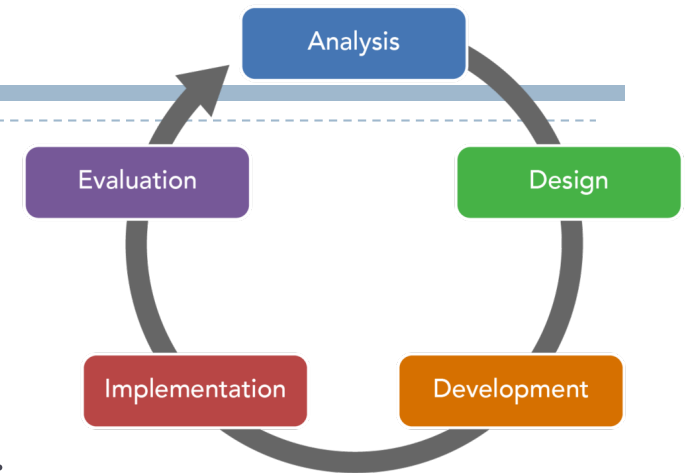 Analysis
Design
Development
Implementation
Evaluation